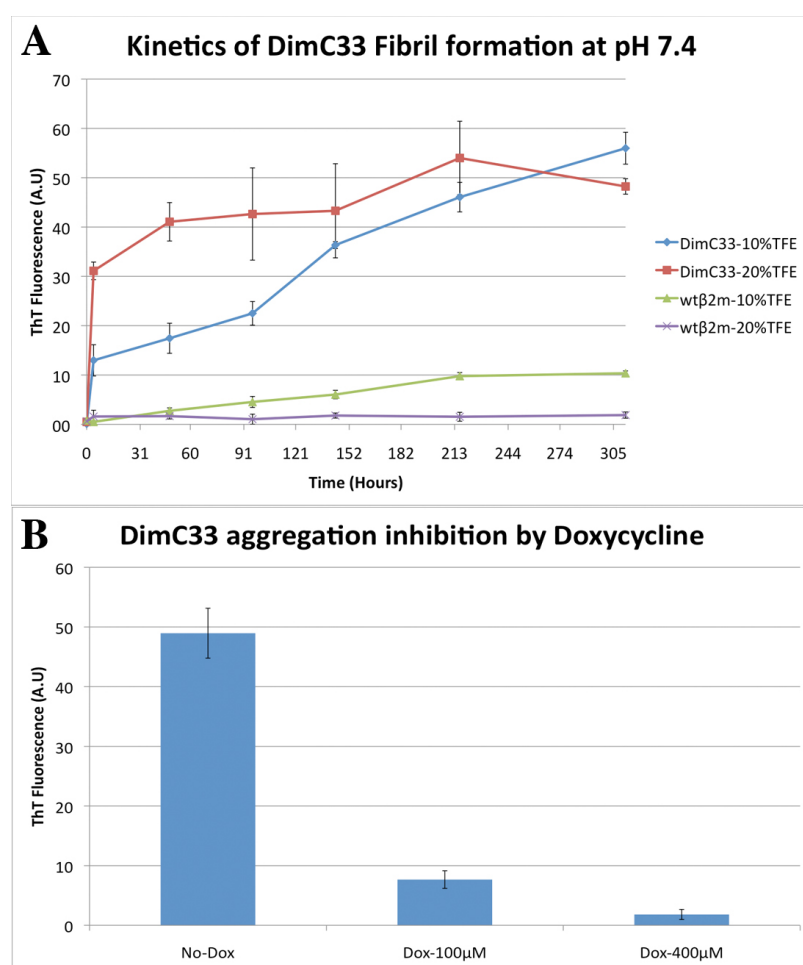 A
Kinetics of DimC33 Fibril formation at pH 7.4
ThT Fluorescence (A.U)
70
60
50
40
30
20
10
00
0 31 60 91 121 152 182 213 244 274 305
Time (Hours)
DimC33-10%TFE
DimC33-20%TFE
wtβ2m-10%TFE
wtβ2m-20%TFE
B
DimC33 aggregation inhibition by Doxycycline
ThT Fluorescence (A.U)
60
50
40
30
20
10
0
No-Dox Dox-100μM Dox-400μM